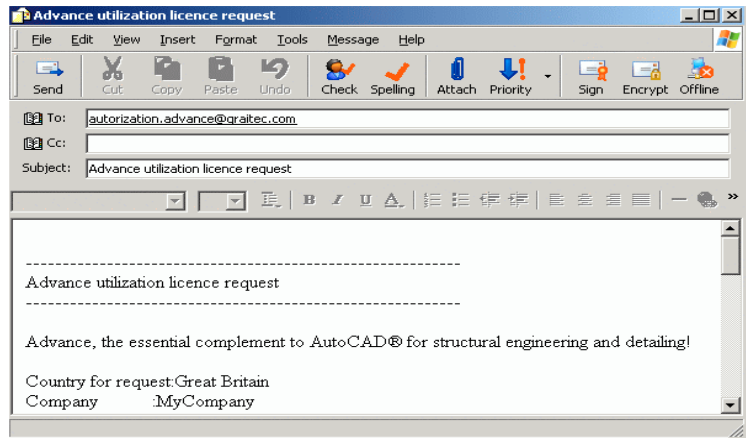 Advance utilization licence request
File Edit View Insert Format Tools Message Help
Send Cut Copy Paste Undo Check Spelling Attach Priority Sign Encrypt Offline
To: autorization.advance@graitec.com
Cc:
Subject: Advance utilization licence request
B I U A »
------------------------------------------------------------
Advance utilization licence request
------------------------------------------------------------
Advance, the essential complement to AutoCAD® for structural engineering and detailing!
Country for request:Great Britain
Company :MyCompany